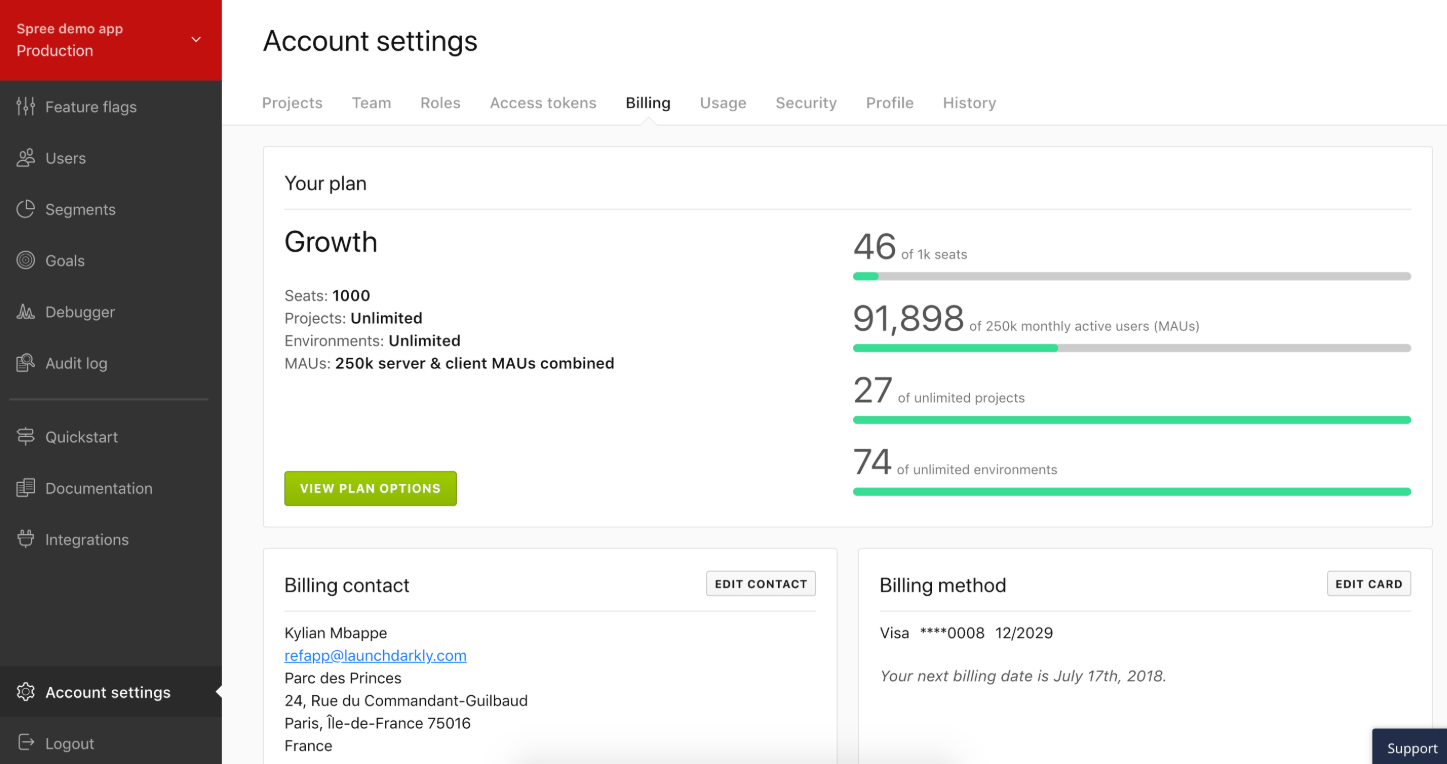 Spree demo app
Production
Feature flags
Users
Segments
Goals
Debugger
Audit log
Quickstart
Documentation
Integrations
Account settings
Logout
Account settings
Projects Team Roles Access tokens Billing Usage Security Profile History
Your plan
Growth
Seats: 1000
Projects: Unlimited
Environments: Unlimited
MAUs: 250k server & client MAUs combined
VIEW PLAN OPTIONS
46 of 1k seats
91,898 of 250k monthly active users (MAUs)
27 of unlimited projects
74 of unlimited environments
Billing contact
EDIT CONTACT
Kylian Mbappe
refapp@launchdarkly.com
Parc des Princes
24, Rue du Commandant-Guilbaud
Paris, Île-de-France 75016
France
Billing method
EDIT CARD
Visa ****0008 12/2029
Your next billing date is July 17th, 2018.
Support